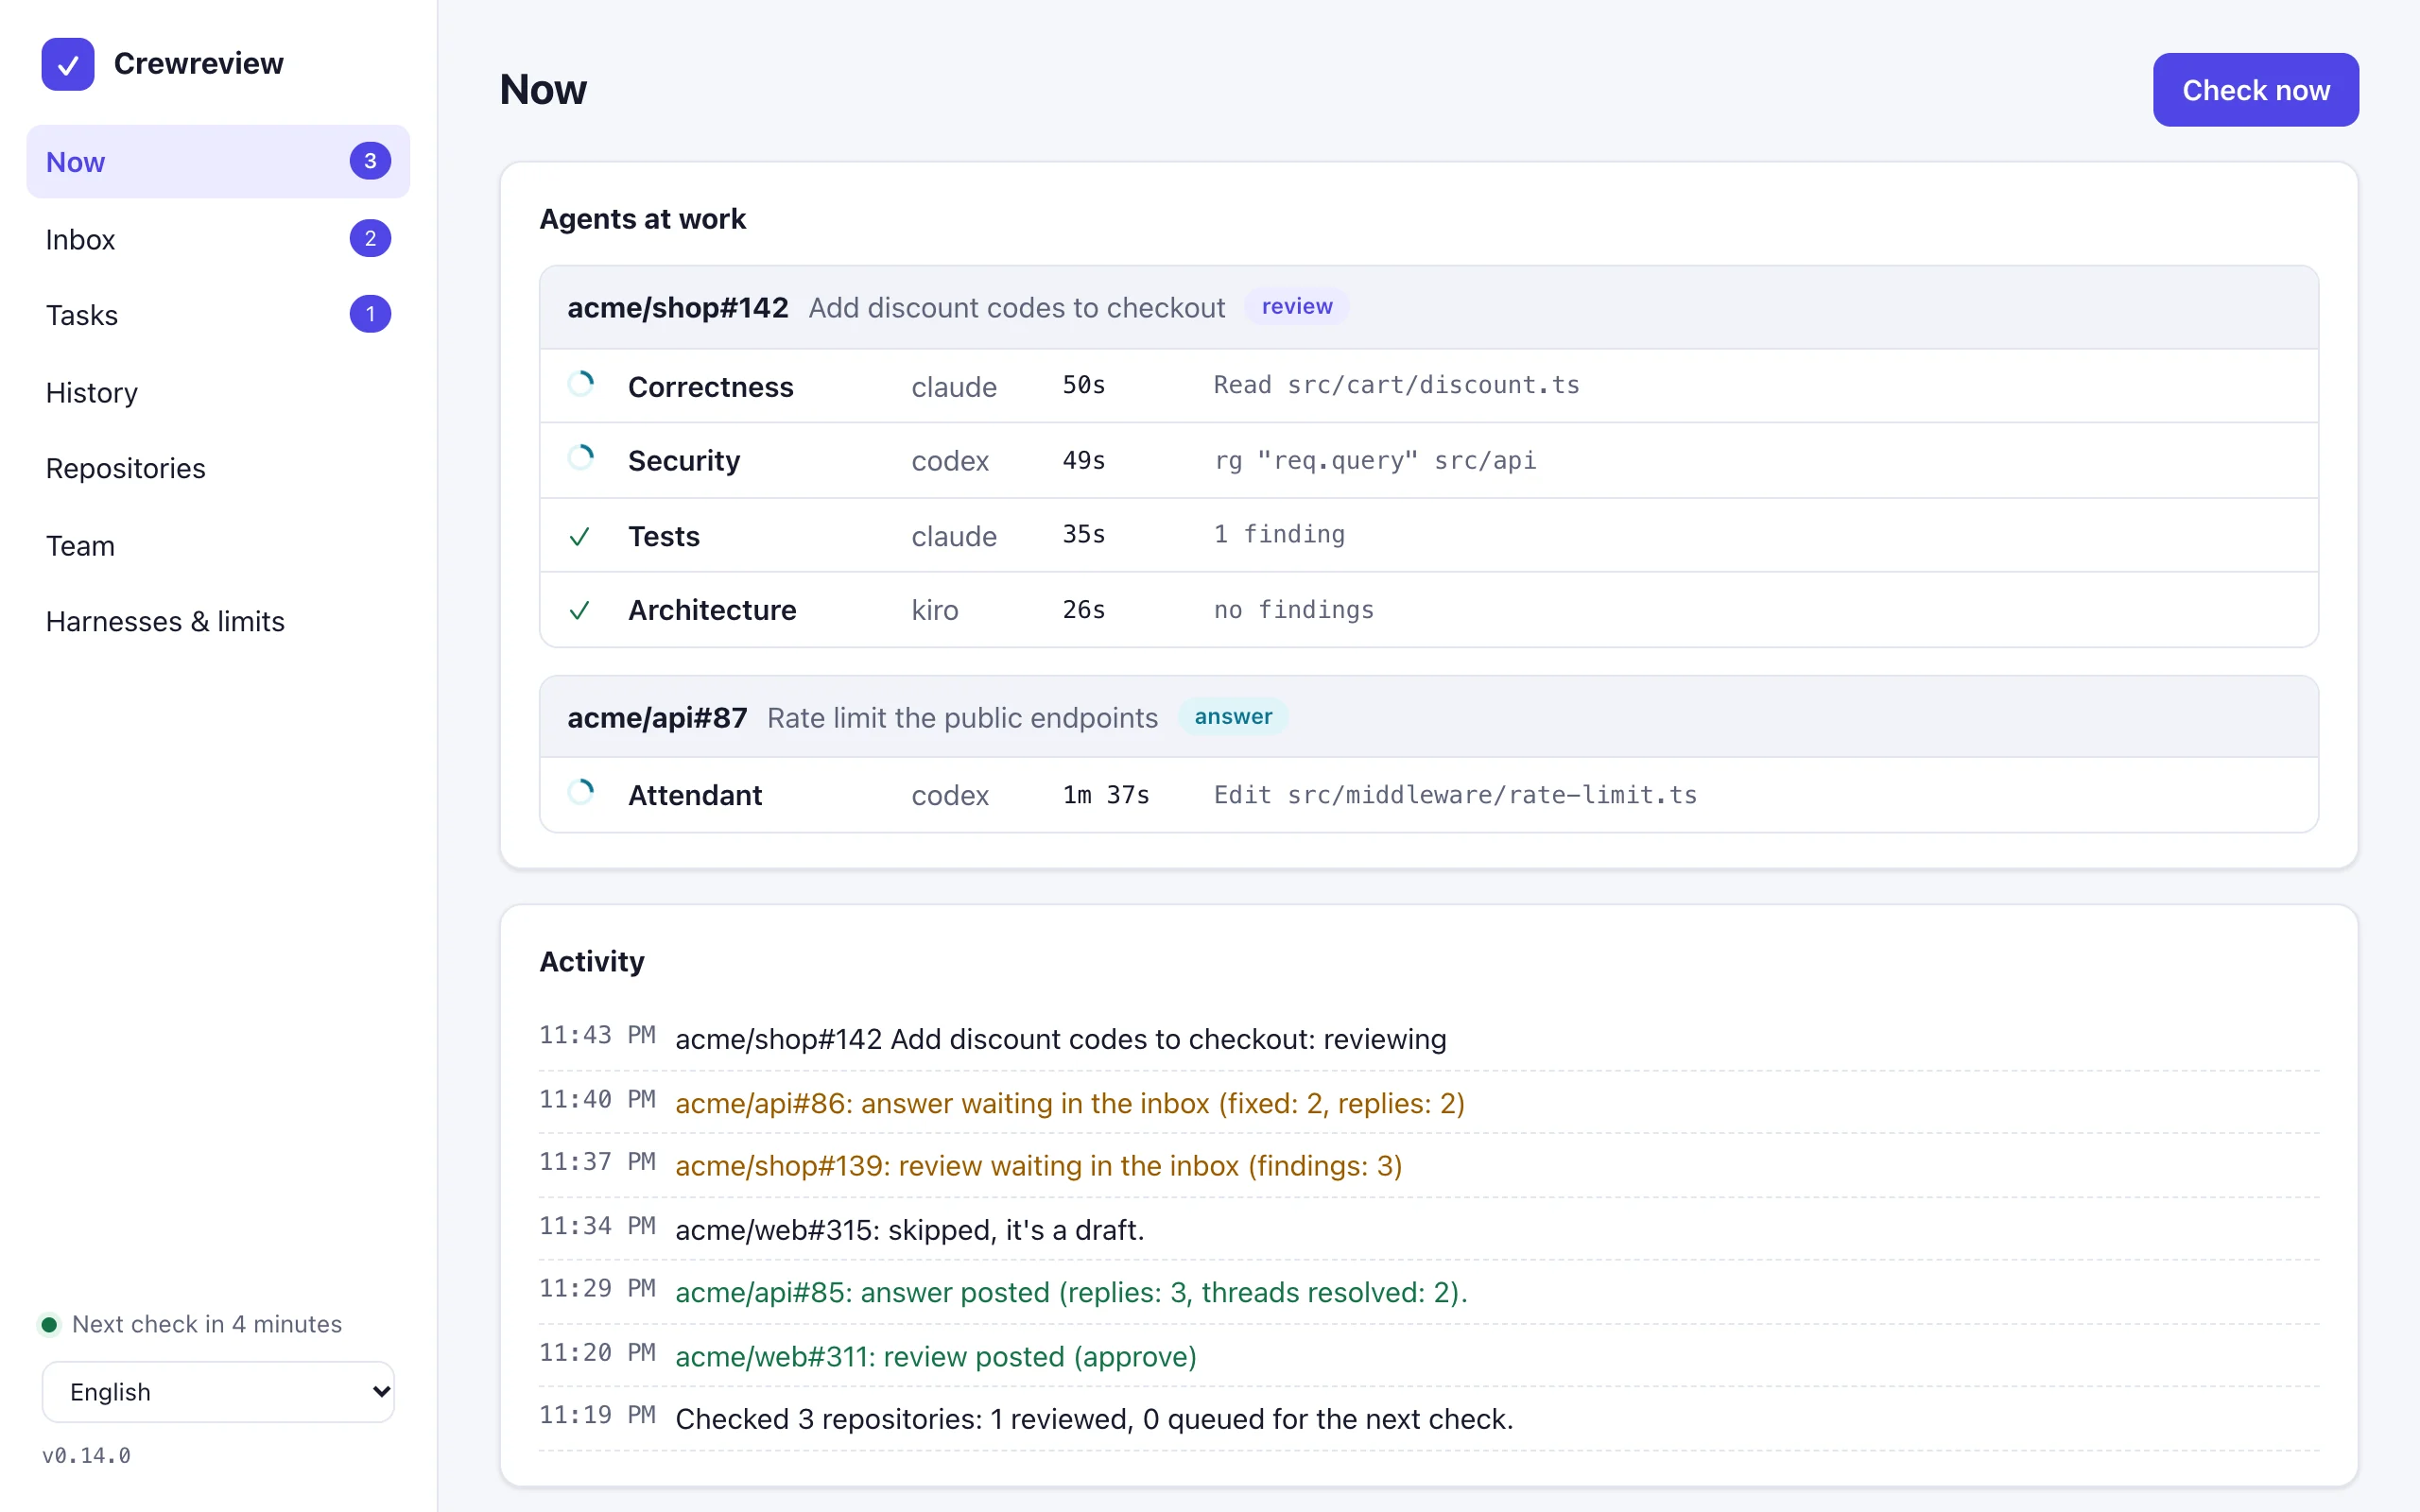 Crewreview
Now 3
Inbox 2
Tasks 1
History
Repositories
Team
Harnesses & limits
Next check in 4 minutes
English
v0.14.0
Now
Check now
Agents at work
acme/shop#142 Add discount codes to checkout review
Correctness claude 50s Read src/cart/discount.ts
Security codex 49s rg "req.query" src/api
Tests claude 35s 1 finding
Architecture kiro 26s no findings
acme/api#87 Rate limit the public endpoints answer
Attendant codex 1m 37s Edit src/middleware/rate-limit.ts
Activity
11:43 PM acme/shop#142 Add discount codes to checkout: reviewing
11:40 PM acme/api#86: answer waiting in the inbox (fixed: 2, replies: 2)
11:37 PM acme/shop#139: review waiting in the inbox (findings: 3)
11:34 PM acme/web#315: skipped, it's a draft.
11:29 PM acme/api#85: answer posted (replies: 3, threads resolved: 2).
11:20 PM acme/web#311: review posted (approve)
11:19 PM Checked 3 repositories: 1 reviewed, 0 queued for the next check.